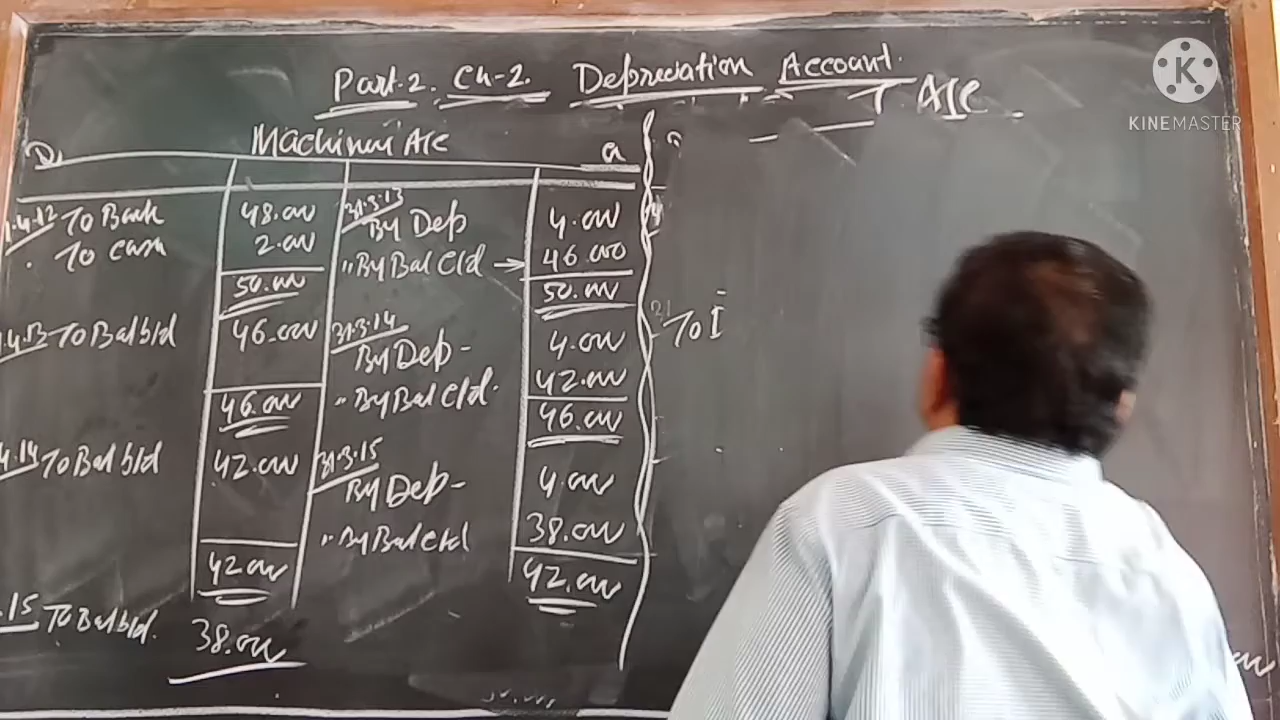 Part.2. Ch-2. Depreciation Account.
A/c
K
KINEMASTER
Machinery A/c
1.4.12 To Bank 48.000 31.3.13 By Dep 4.000
To Cash 2.000 " By Bal C/d → 46.000
50.000 50.000
.4.13 To Bal b/d 46.000 31.3.14 By Dep - 4.000
" By Bal C/d. 42.000
46.000 46.000
.4.14 To Bal b/d 42.000 31.3.15 By Dep - 4.000
" By Bal C/d 38.000
42.000 42.000
.15 To Bal b/d. 38.000
To I